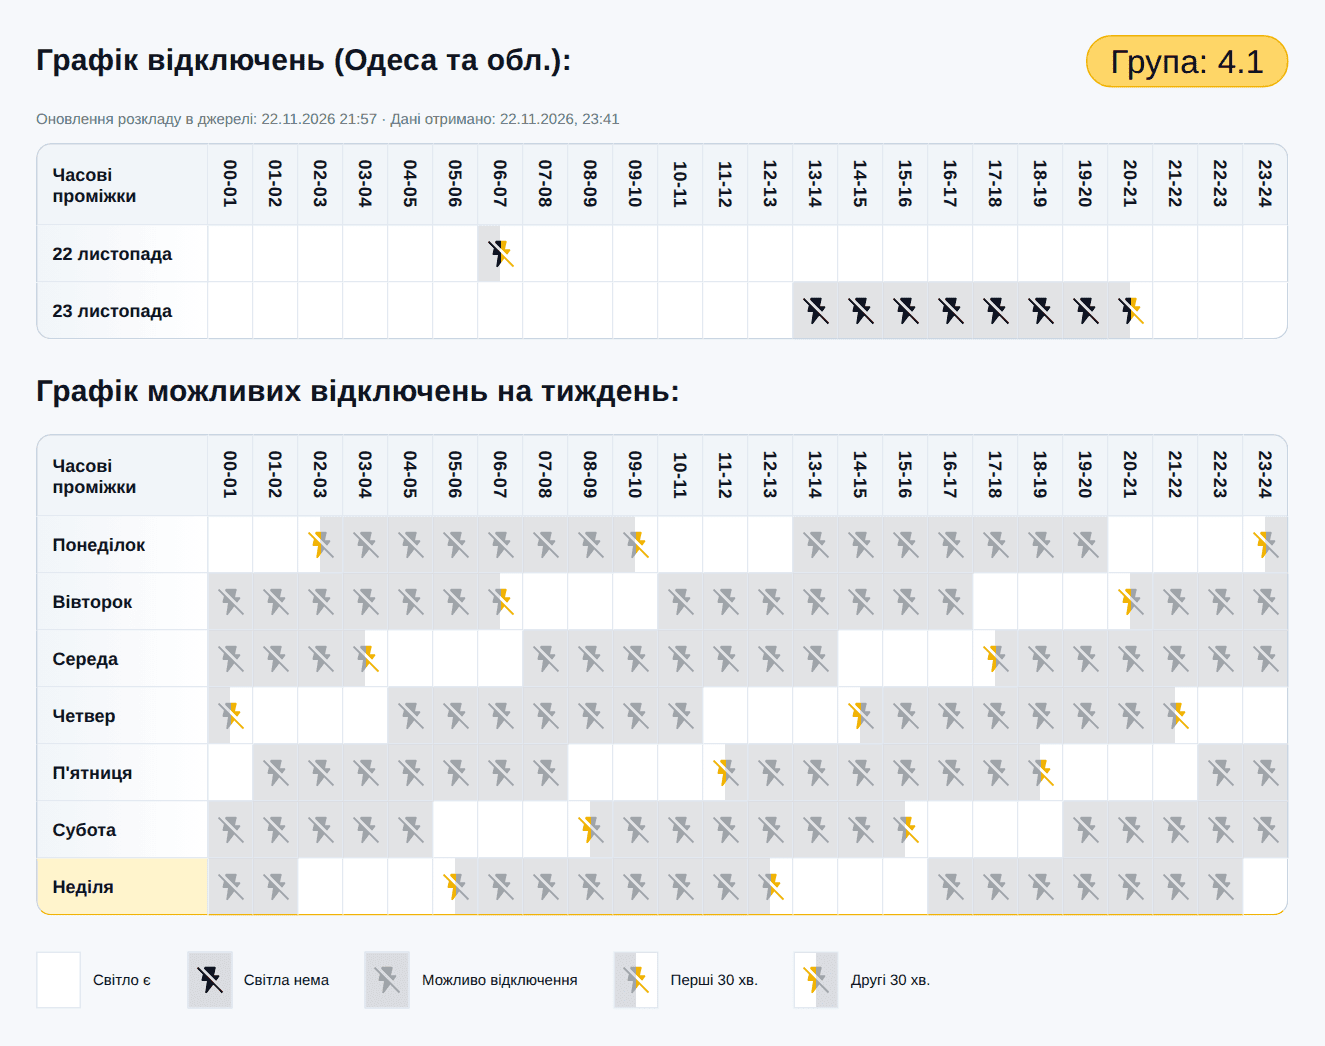 Графік відключень (Одеса та обл.):
Група: 4.1
Оновлення розкладу в джерелі: 22.11.2026 21:57 · Дані отримано: 22.11.2026, 23:41
Часові
проміжки
00-01 01-02 02-03 03-04 04-05 05-06 06-07 07-08 08-09 09-10 10-11 11-12 12-13 13-14 14-15 15-16 16-17 17-18 18-19 19-20 20-21 21-22 22-23 23-24
22 листопада
23 листопада
Графік можливих відключень на тиждень:
Часові
проміжки
00-01 01-02 02-03 03-04 04-05 05-06 06-07 07-08 08-09 09-10 10-11 11-12 12-13 13-14 14-15 15-16 16-17 17-18 18-19 19-20 20-21 21-22 22-23 23-24
Понеділок
Вівторок
Середа
Четвер
П'ятниця
Субота
Неділя
Світло є
Світла нема
Можливо відключення
Перші 30 хв.
Другі 30 хв.